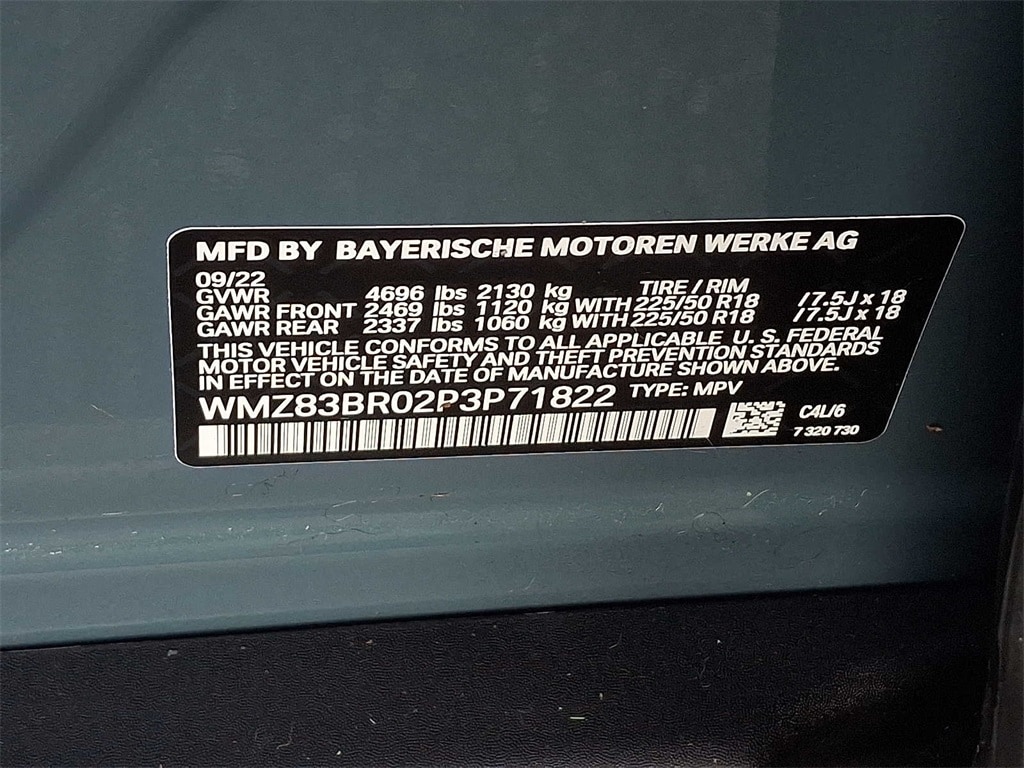 MFD BY BAYERISCHE MOTOREN WERKE AG
09/22 TIRE / RIM
GVWR 4696 lbs 2130 kg
GAWR FRONT 2469 lbs 1120 kg WITH 225/50 R18 /7.5J x 18
GAWR REAR 2337 lbs 1060 kg WITH 225/50 R18 /7.5J x 18
THIS VEHICLE CONFORMS TO ALL APPLICABLE U. S. FEDERAL
MOTOR VEHICLE SAFETY AND THEFT PREVENTION STANDARDS
IN EFFECT ON THE DATE OF MANUFACTURE SHOWN ABOVE.
WMZ83BR02P3P71822 TYPE: MPV
C4L/6
7 320 730